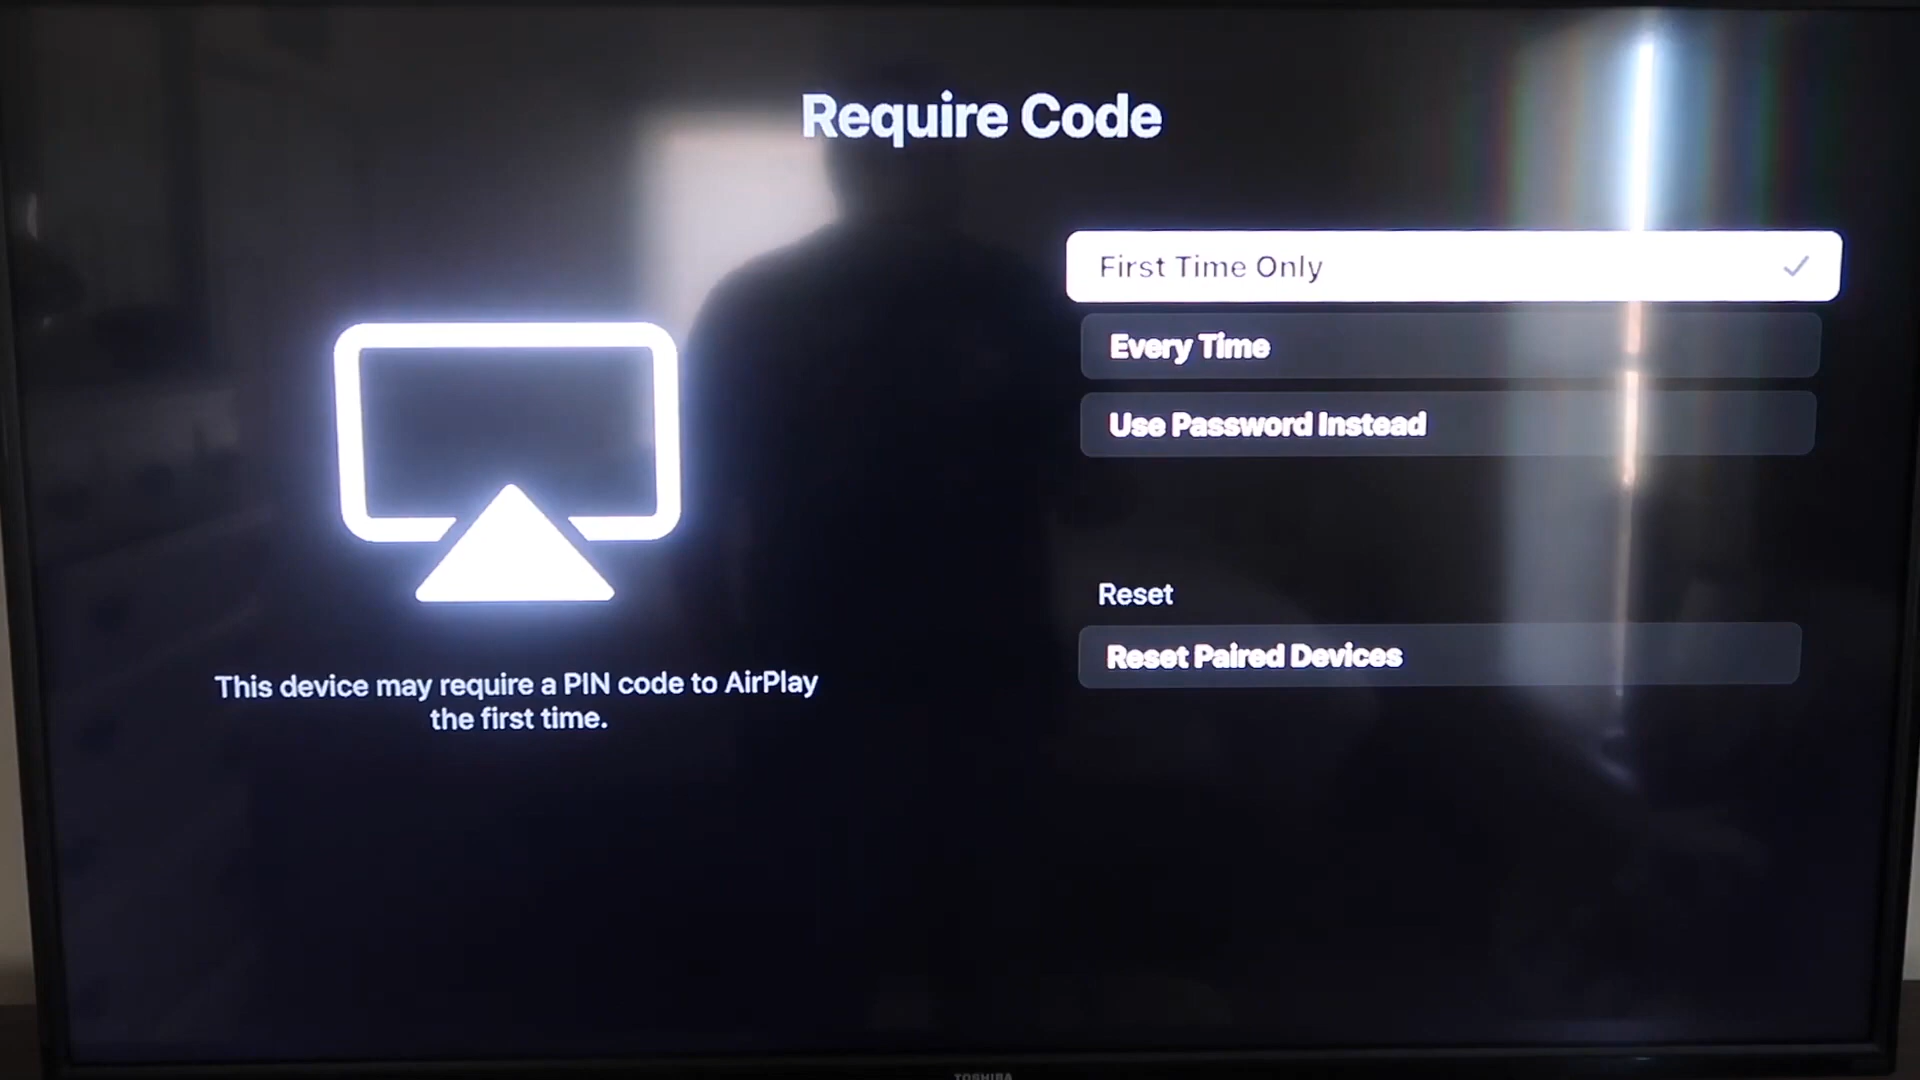 Require Code
First Time Only
Every Time
Use Password Instead
Reset
Reset Paired Devices
This device may require a PIN code to AirPlay
the first time.
TOSHIBA